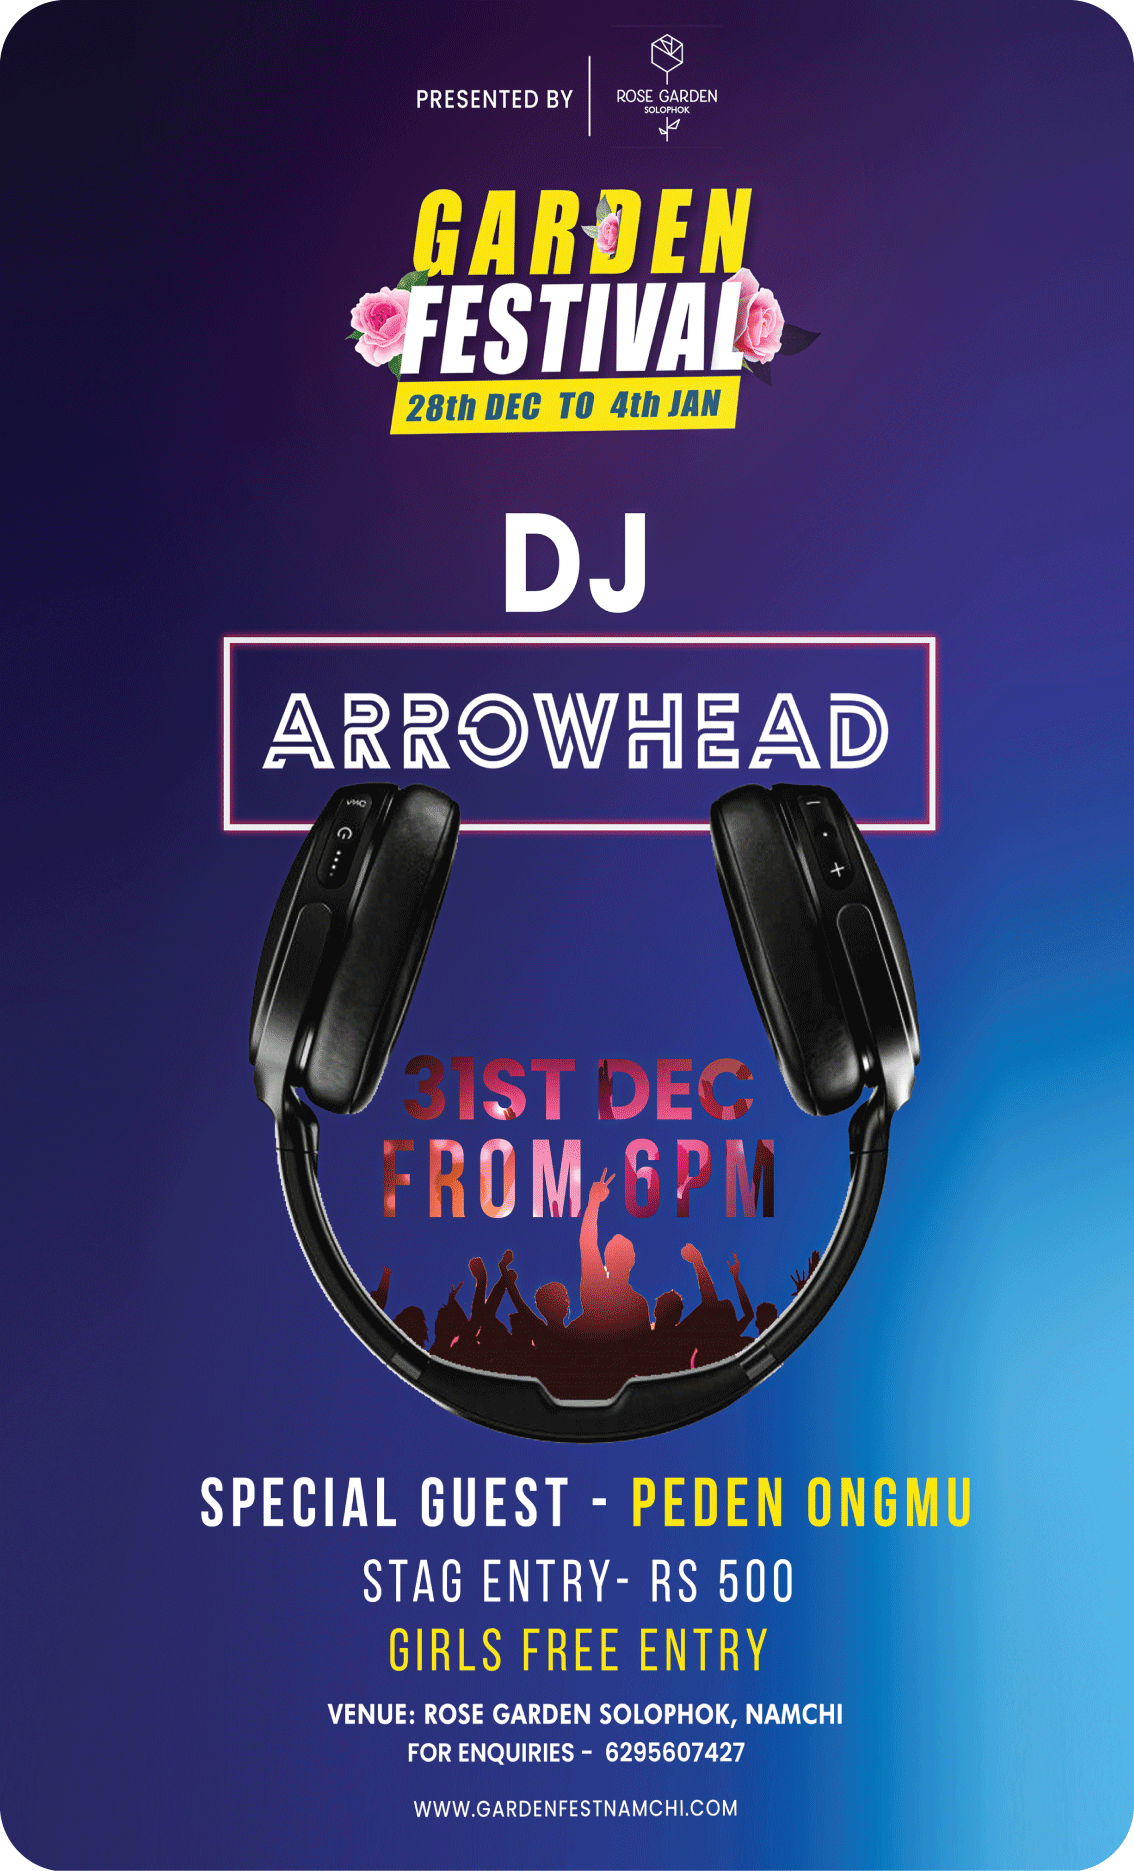 PRESENTED BY
ROSE GARDEN
SOLOPHOK
GARDEN
FESTIVAL
28th DEC TO 4th JAN
DJ
ARROWHEAD
31ST DEC
FROM 6PM
SPECIAL GUEST - PEDEN ONGMU
STAG ENTRY- RS 500
GIRLS FREE ENTRY
VENUE: ROSE GARDEN SOLOPHOK, NAMCHI
FOR ENQUIRIES - 6295607427
WWW.GARDENFESTNAMCHI.COM